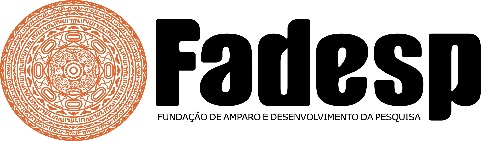 Fadesp
FUNDAÇÃO DE AMPARO E DESENVOLVIMENTO DA PESQUISA